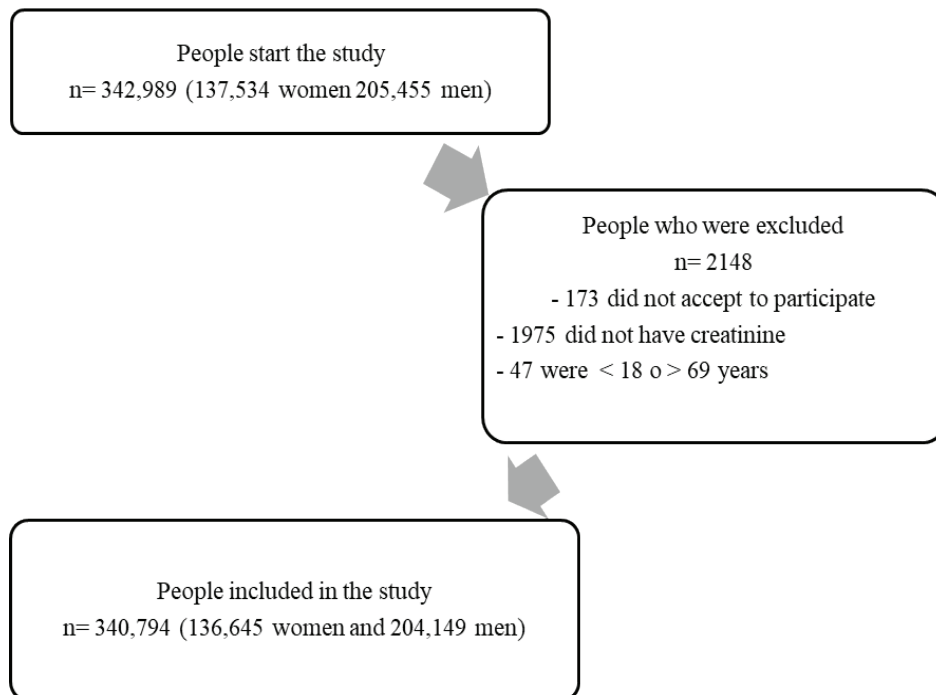 People start the study
n= 342,989 (137,534 women 205,455 men)
People who were excluded
n= 2148
- 173 did not accept to participate
- 1975 did not have creatinine
- 47 were < 18 o > 69 years
People included in the study
n= 340,794 (136,645 women and 204,149 men)